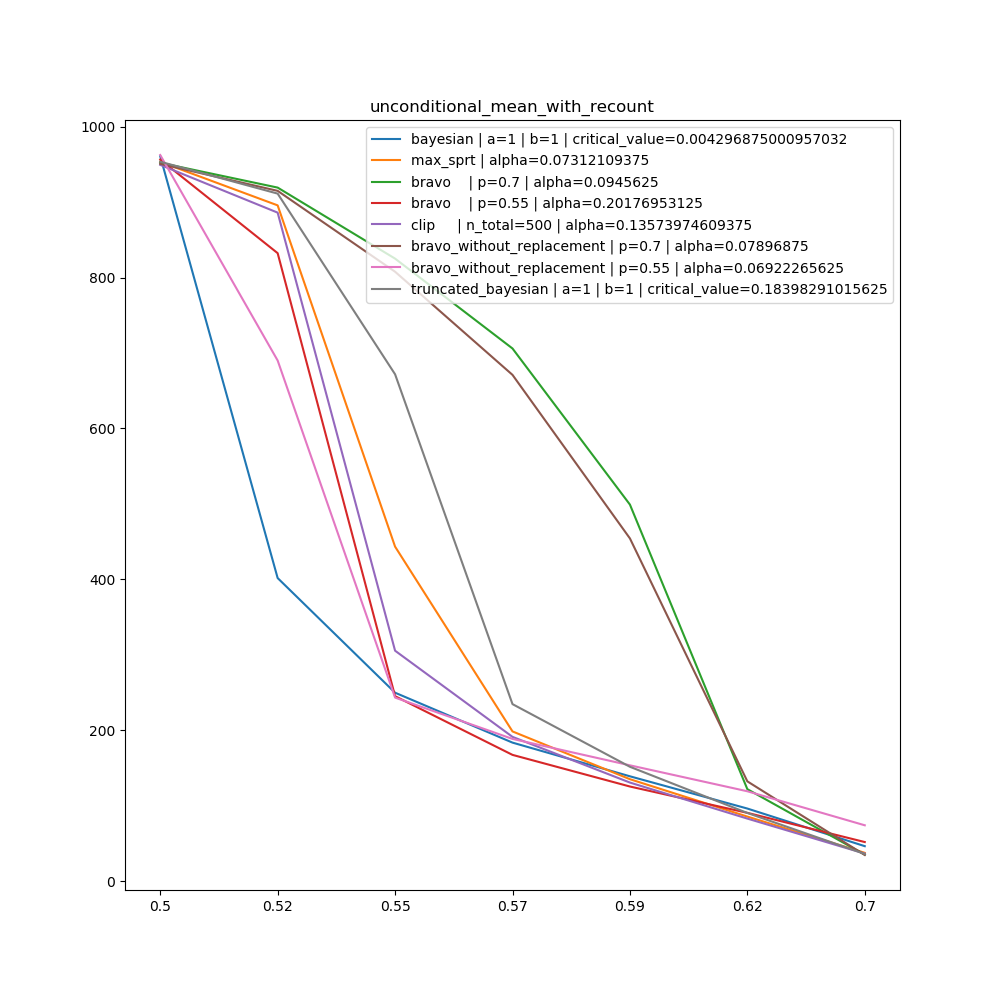 unconditional_mean_with_recount
1000
800
600
400
200
0
bayesian | a=1 | b=1 | critical_value=0.004296875000957032
max_sprt | alpha=0.07312109375
bravo    | p=0.7 | alpha=0.0945625
bravo    | p=0.55 | alpha=0.20176953125
clip     | n_total=500 | alpha=0.13573974609375
bravo_without_replacement | p=0.7 | alpha=0.07896875
bravo_without_replacement | p=0.55 | alpha=0.06922265625
truncated_bayesian | a=1 | b=1 | critical_value=0.18398291015625
0.5 0.52 0.55 0.57 0.59 0.62 0.7